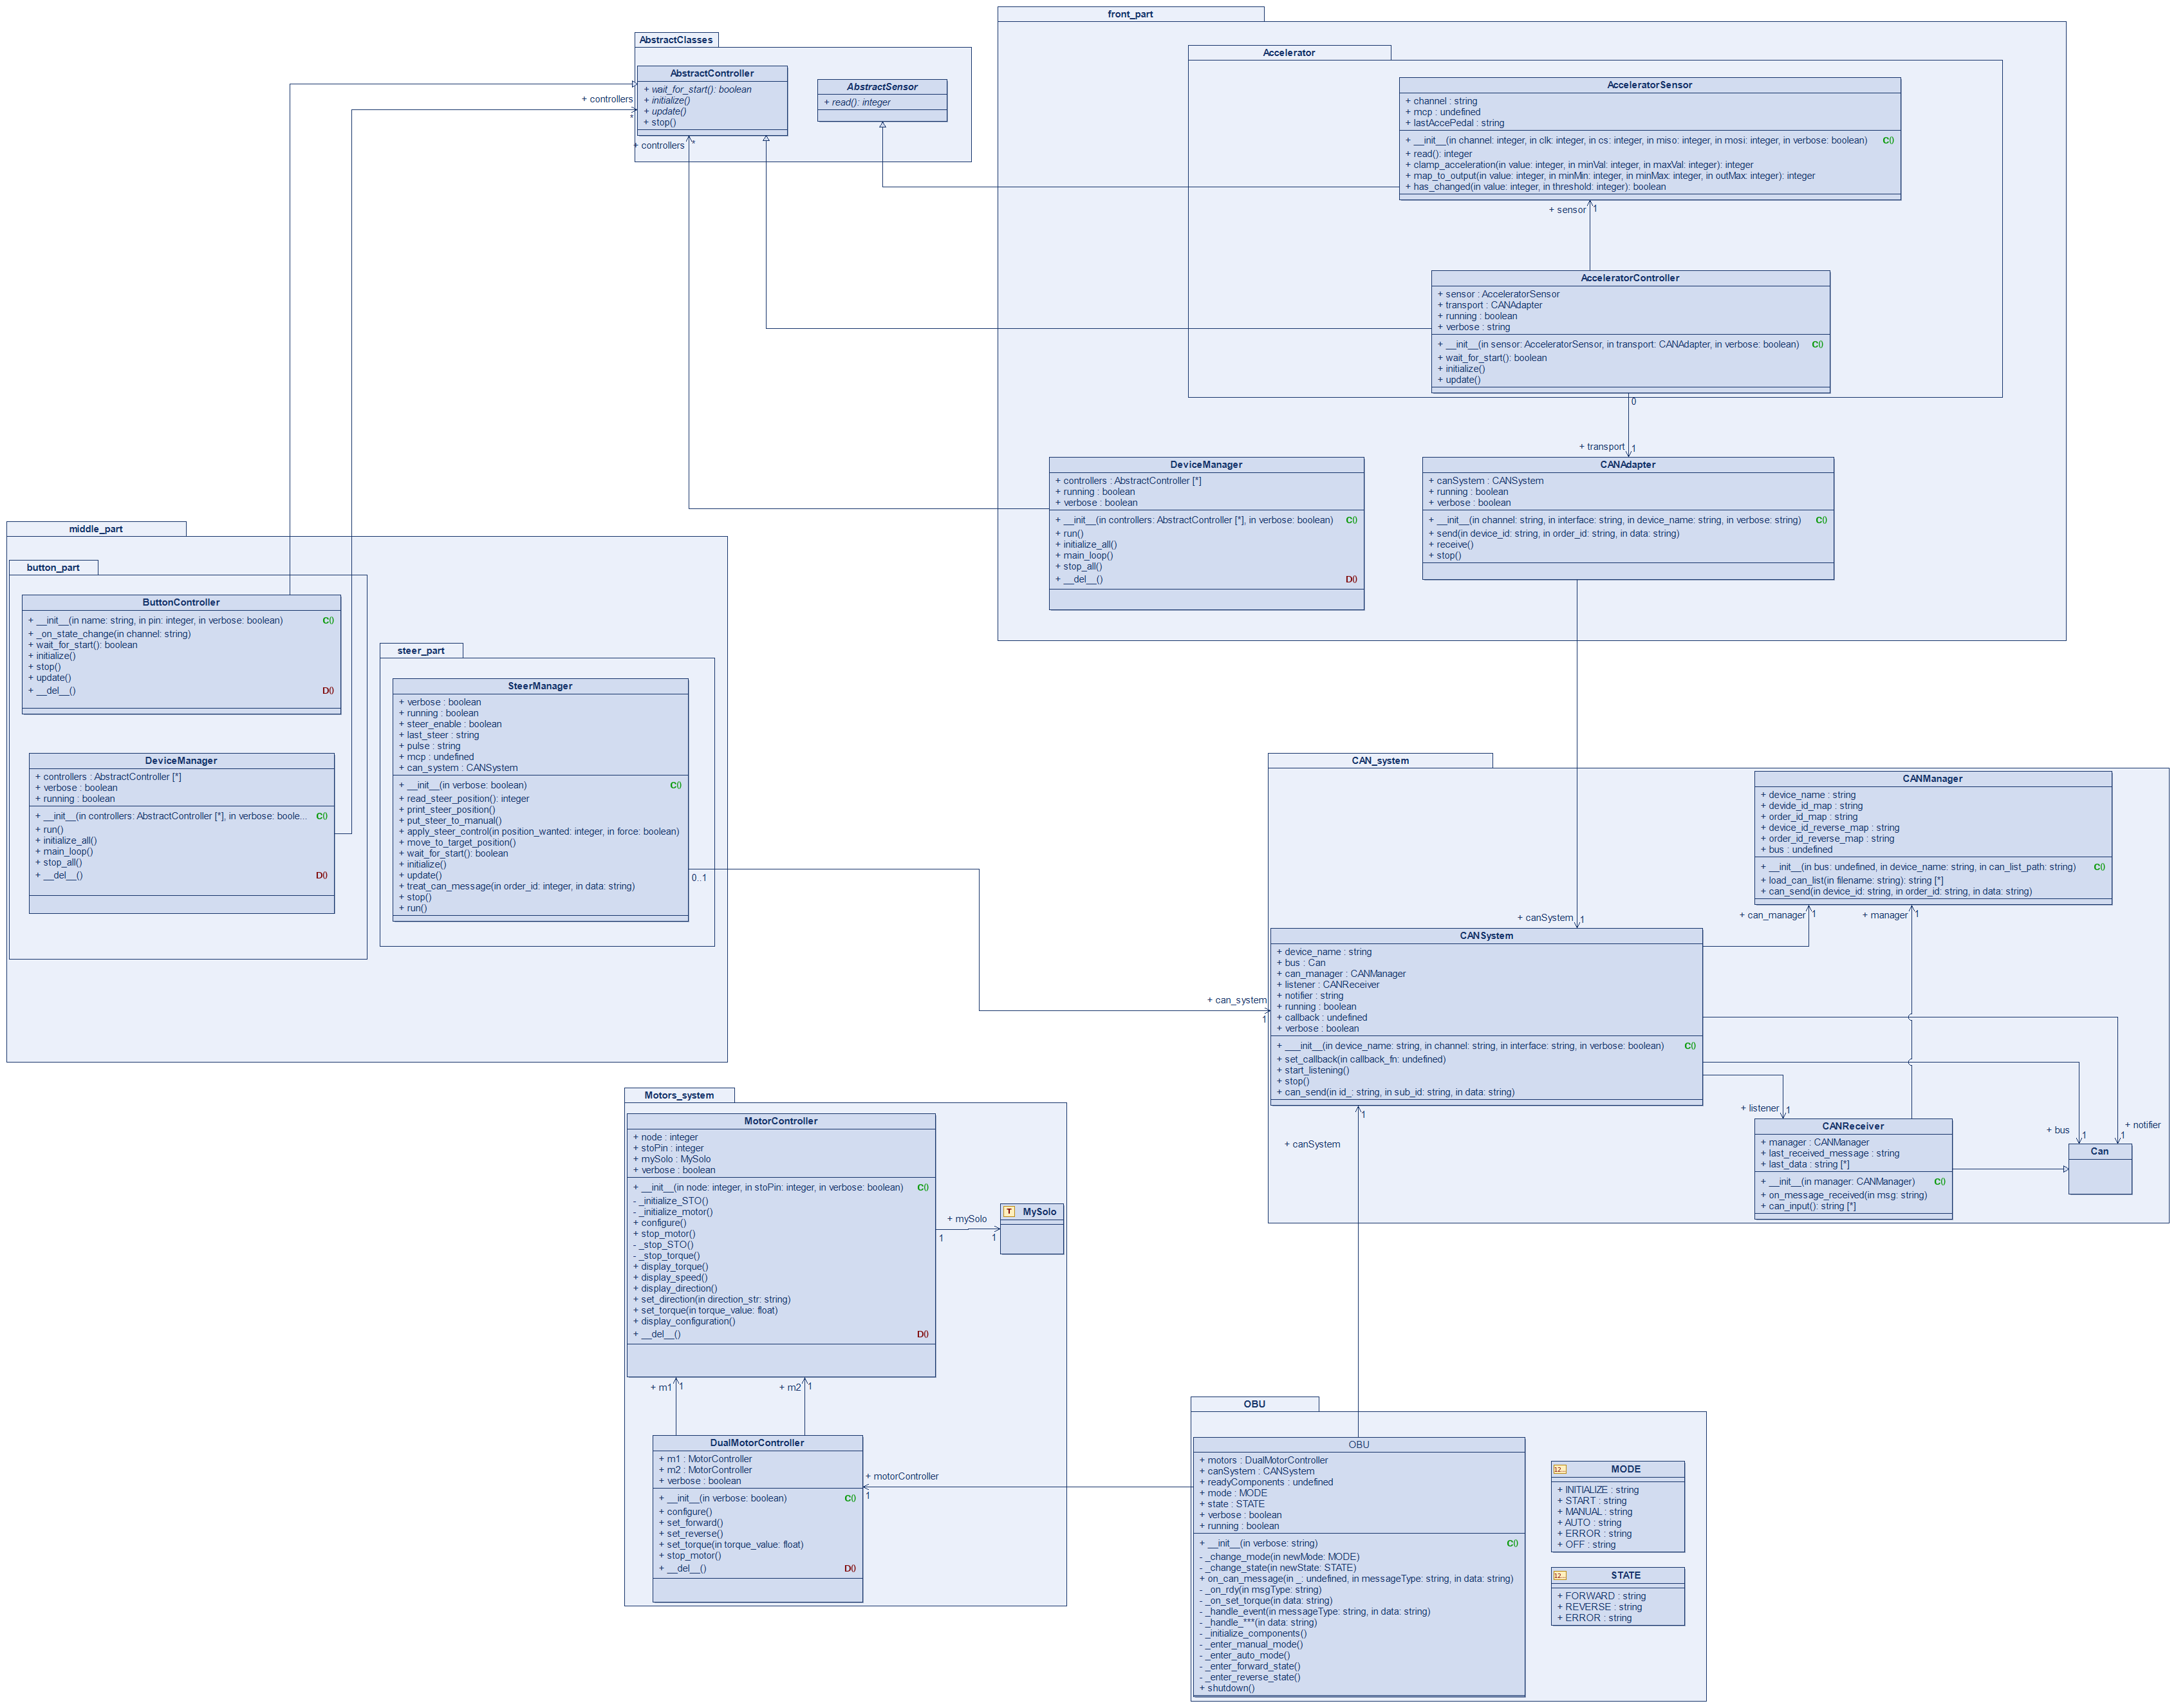 AbstractClasses
AbstractController
+ wait_for_start(): boolean
+ initialize()
+ update()
+ stop()
AbstractSensor
+ read(): integer
+ controllers
*
+ controllers
*
front_part
Accelerator
AcceleratorSensor
+ channel : string
+ mcp : undefined
+ lastAccePedal : string
+ __init__(in channel: integer, in clk: integer, in cs: integer, in miso: integer, in mosi: integer, in verbose: boolean) C()
+ read(): integer
+ clamp_acceleration(in value: integer, in minVal: integer, in maxVal: integer): integer
+ map_to_output(in value: integer, in minMin: integer, in minMax: integer, in outMax: integer): integer
+ has_changed(in value: integer, in threshold: integer): boolean
+ sensor
1
AcceleratorController
+ sensor : AcceleratorSensor
+ transport : CANAdapter
+ running : boolean
+ verbose : string
+ __init__(in sensor: AcceleratorSensor, in transport: CANAdapter, in verbose: boolean) C()
+ wait_for_start(): boolean
+ initialize()
+ update()
0
+ transport
1
DeviceManager
+ controllers : AbstractController [*]
+ running : boolean
+ verbose : boolean
+ __init__(in controllers: AbstractController [*], in verbose: boolean) C()
+ run()
+ initialize_all()
+ main_loop()
+ stop_all()
+ __del__() D()
CANAdapter
+ canSystem : CANSystem
+ running : boolean
+ verbose : boolean
+ __init__(in channel: string, in interface: string, in device_name: string, in verbose: string) C()
+ send(in device_id: string, in order_id: string, in data: string)
+ receive()
+ stop()
middle_part
button_part
ButtonController
+ __init__(in name: string, in pin: integer, in verbose: boolean) C()
+ _on_state_change(in channel: string)
+ wait_for_start(): boolean
+ initialize()
+ stop()
+ update()
+ __del__() D()
DeviceManager
+ controllers : AbstractController [*]
+ verbose : boolean
+ running : boolean
+ __init__(in controllers: AbstractController [*], in verbose: boole... C()
+ run()
+ initialize_all()
+ main_loop()
+ stop_all()
+ __del__() D()
steer_part
SteerManager
+ verbose : boolean
+ running : boolean
+ steer_enable : boolean
+ last_steer : string
+ pulse : string
+ mcp : undefined
+ can_system : CANSystem
+ __init__(in verbose: boolean) C()
+ read_steer_position(): integer
+ print_steer_position()
+ put_steer_to_manual()
+ apply_steer_control(in position_wanted: integer, in force: boolean)
+ move_to_target_position()
+ wait_for_start(): boolean
+ initialize()
+ update()
+ treat_can_message(in order_id: integer, in data: string)
+ stop()
+ run()
0..1
+ can_system
1
CAN_system
CANManager
+ device_name : string
+ devide_id_map : string
+ order_id_map : string
+ device_id_reverse_map : string
+ order_id_reverse_map : string
+ bus : undefined
+ __init__(in bus: undefined, in device_name: string, in can_list_path: string) C()
+ load_can_list(in filename: string): string [*]
+ can_send(in device_id: string, in order_id: string, in data: string)
+ can_manager
1
+ manager
1
+ canSystem
1
CANSystem
+ device_name : string
+ bus : Can
+ can_manager : CANManager
+ listener : CANReceiver
+ notifier : string
+ running : boolean
+ callback : undefined
+ verbose : boolean
+ ___init__(in device_name: string, in channel: string, in interface: string, in verbose: boolean) C()
+ set_callback(in callback_fn: undefined)
+ start_listening()
+ stop()
+ can_send(in id_: string, in sub_id: string, in data: string)
1
+ canSystem
+ listener
1
CANReceiver
+ manager : CANManager
+ last_received_message : string
+ last_data : string [*]
+ __init__(in manager: CANManager) C()
+ on_message_received(in msg: string)
+ can_input(): string [*]
+ bus
1
+ notifier
1
Can
Motors_system
MotorController
+ node : integer
+ stoPin : integer
+ mySolo : MySolo
+ verbose : boolean
+ __init__(in node: integer, in stoPin: integer, in verbose: boolean) C()
- _initialize_STO()
- _initialize_motor()
+ configure()
+ stop_motor()
- _stop_STO()
- _stop_torque()
+ display_torque()
+ display_speed()
+ display_direction()
+ set_direction(in direction_str: string)
+ set_torque(in torque_value: float)
+ display_configuration()
+ __del__() D()
+ mySolo
1
1
T MySolo
+ m1
1
+ m2
1
DualMotorController
+ m1 : MotorController
+ m2 : MotorController
+ verbose : boolean
+ __init__(in verbose: boolean) C()
+ configure()
+ set_forward()
+ set_reverse()
+ set_torque(in torque_value: float)
+ stop_motor()
+ __del__() D()
+ motorController
1
OBU
OBU
+ motors : DualMotorController
+ canSystem : CANSystem
+ readyComponents : undefined
+ mode : MODE
+ state : STATE
+ verbose : boolean
+ running : boolean
+ __init__(in verbose: string) C()
- _change_mode(in newMode: MODE)
- _change_state(in newState: STATE)
+ on_can_message(in _: undefined, in messageType: string, in data: string)
- _on_rdy(in msgType: string)
- _on_set_torque(in data: string)
- _handle_event(in messageType: string, in data: string)
- _handle_***(in data: string)
- _initialize_components()
- _enter_manual_mode()
- _enter_auto_mode()
- _enter_forward_state()
- _enter_reverse_state()
+ shutdown()
12... MODE
+ INITIALIZE : string
+ START : string
+ MANUAL : string
+ AUTO : string
+ ERROR : string
+ OFF : string
12... STATE
+ FORWARD : string
+ REVERSE : string
+ ERROR : string